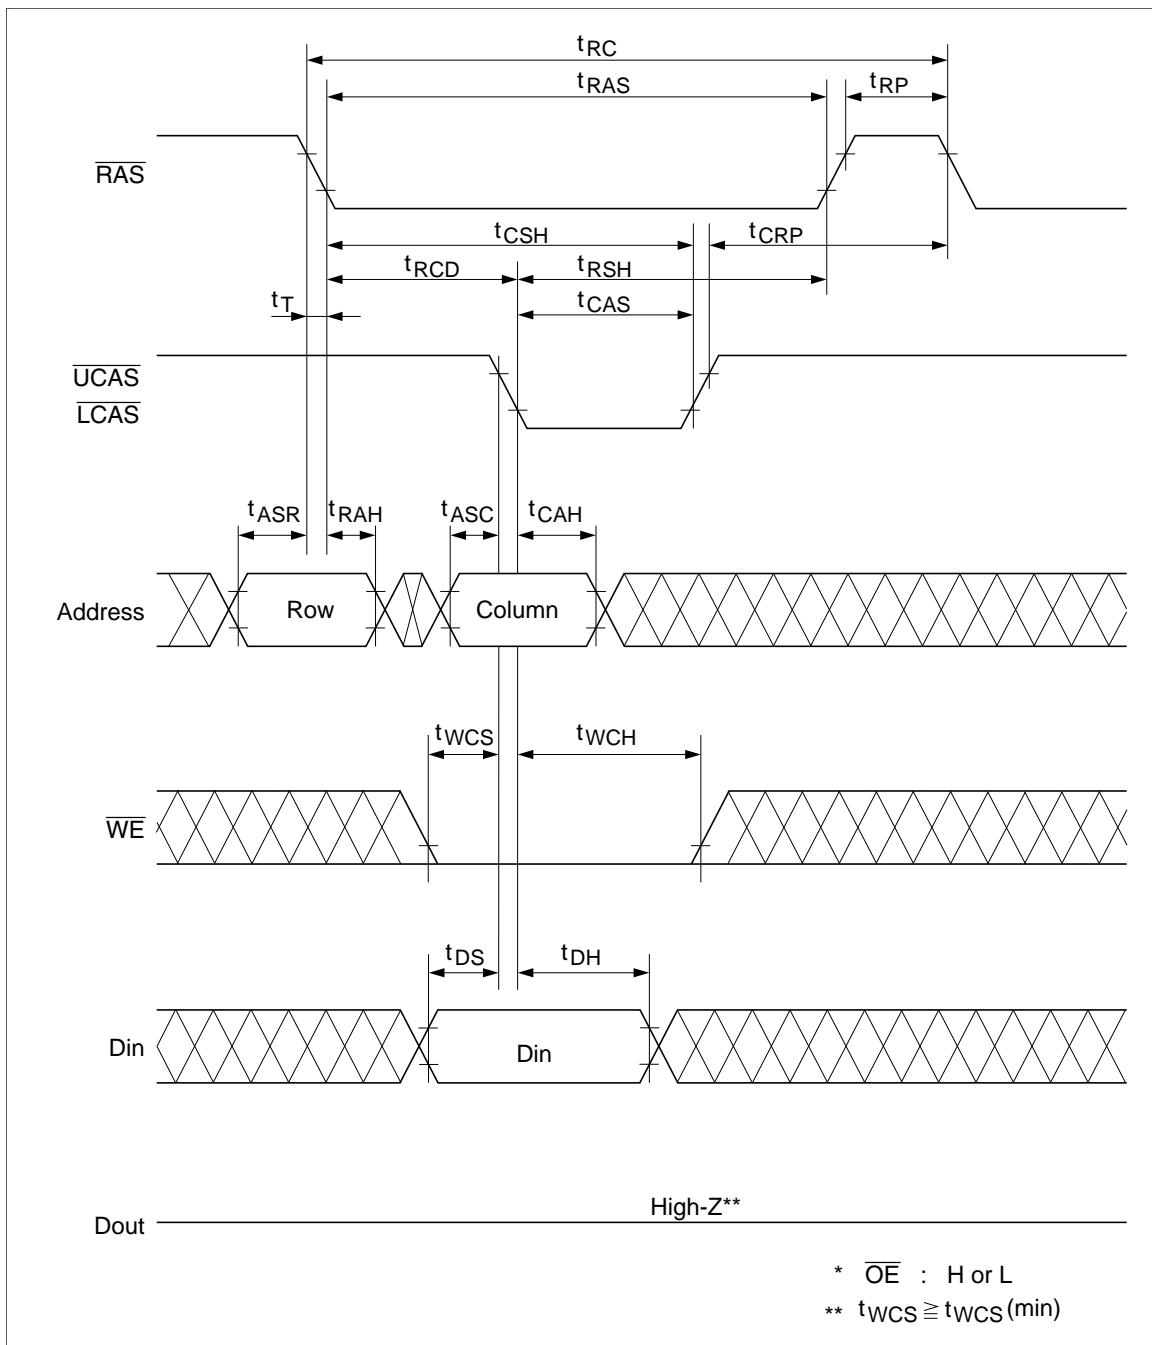 tRC
tRAS
tRP
RAS
tCSH
tCRP
tRCD
tRSH
tT
tCAS
UCAS
LCAS
tASR
tRAH
tASC
tCAH
Address
Row
Column
tWCS
tWCH
WE
tDS
tDH
Din
Din
High-Z**
Dout
* OE : H or L
** tWCS ≧ tWCS(min)